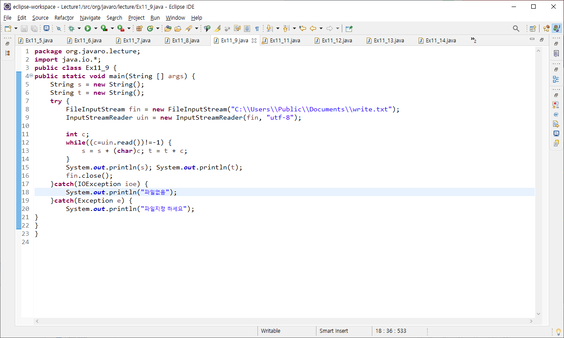 eclipse-workspace - Lecture1/src/org/javaro/lecture/Ex11_9.java - Eclipse IDE
File Edit Source Refactor Navigate Search Project Run Window Help
Ex11_5.java Ex11_6.java Ex11_7.java Ex11_8.java Ex11_9.java Ex11_11.java Ex11_12.java Ex11_13.java Ex11_14.java
1 package org.javaro.lecture;
2 import java.io.*;
3 public class Ex11_9 {
4 public static void main(String [] args) {
5 String s = new String();
6 String t = new String();
7 try {
8 FileInputStream fin = new FileInputStream("C:\\Users\\Public\\Documents\\write.txt");
9 InputStreamReader uin = new InputStreamReader(fin, "utf-8");
10
11 int c;
12 while((c=uin.read())!=-1) {
13 s = s + (char)c; t = t + c;
14 }
15 System.out.println(s); System.out.println(t);
16 fin.close();
17 }catch(IOException ioe) {
18 System.out.println("파일없음");
19 }catch(Exception e) {
20 System.out.println("파일지정 하세요");
21 }
22 }
23 }
24
Writable Smart Insert 18 : 36 : 533